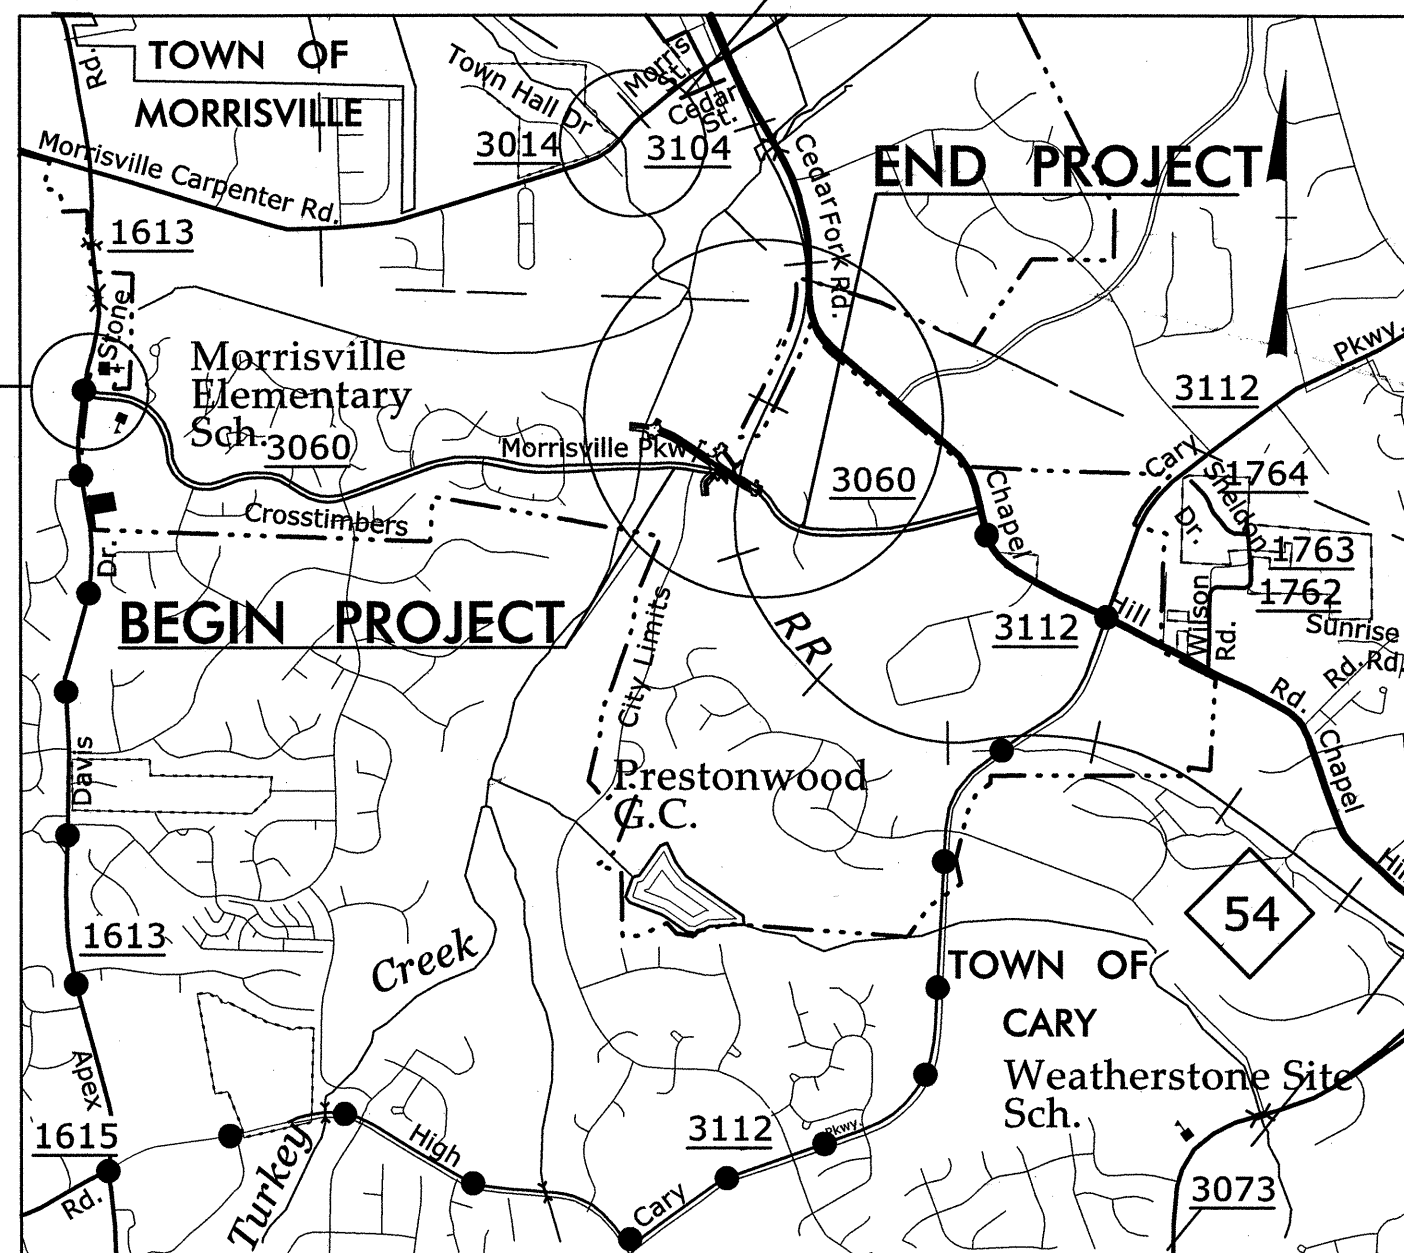 TOWN OF
MORRISVILLE
Rd.
Town Hall Dr
Morris
St.
Cedar
St.
3014
3104
Morrisville Carpenter Rd.
1613
Cedar Fork Rd.
END PROJECT
Stone
Morrisville
Elementary
Sch.
3060
Morrisville Pkwy
3060
Pkwy.
3112
Cary
1764
Sheldon
Dr.
Chapel
Crosstimbers
1763
1762
Dr.
BEGIN PROJECT
City Limits
RR
3112
Hill
Wilson
Rd.
Sunrise
Rd.
Rd.
Rd.
Chapel
Hill
Davis
Prestonwood
G.C.
54
1613
Creek
TOWN OF
CARY
Weatherstone Site
Sch.
Apex
1615
Rd.
Turkey
High
3112
Pkwy.
Cary
3073